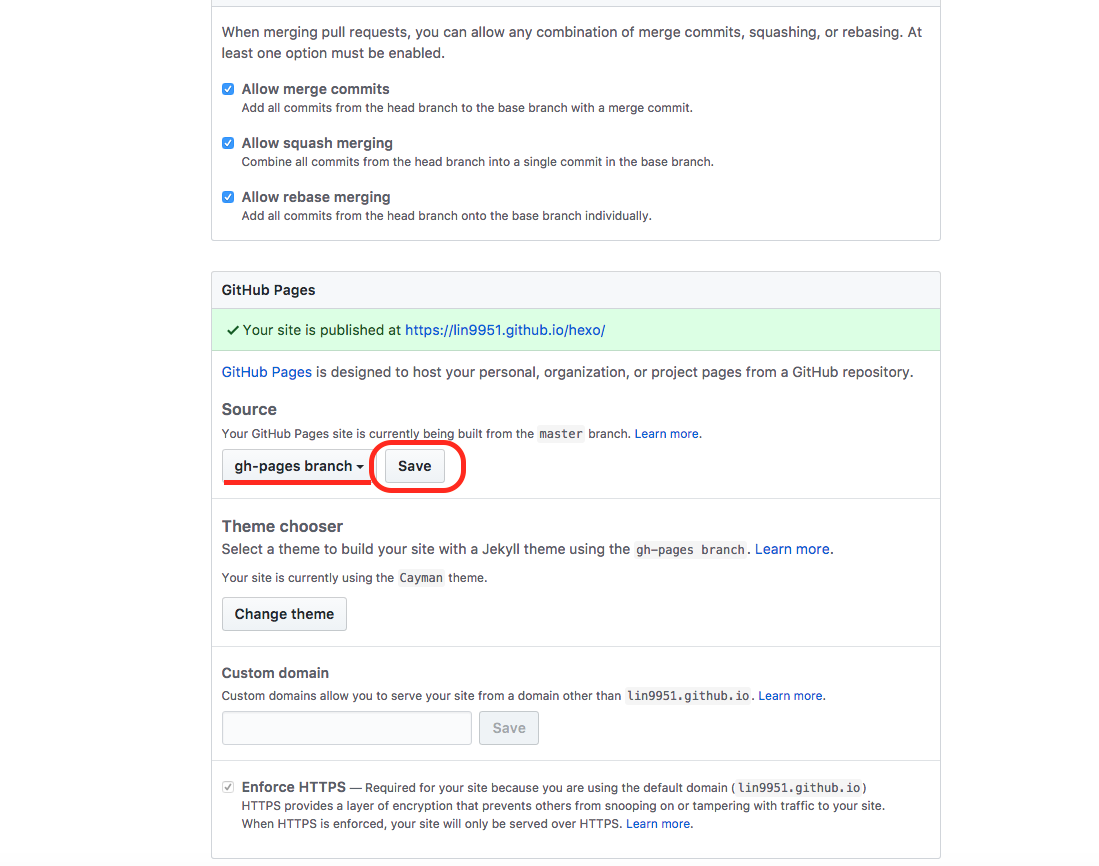 When merging pull requests, you can allow any combination of merge commits, squashing, or rebasing. At
least one option must be enabled.
Allow merge commits
Add all commits from the head branch to the base branch with a merge commit.
Allow squash merging
Combine all commits from the head branch into a single commit in the base branch.
Allow rebase merging
Add all commits from the head branch onto the base branch individually.
GitHub Pages
Your site is published at https://lin9951.github.io/hexo/
GitHub Pages is designed to host your personal, organization, or project pages from a GitHub repository.
Source
Your GitHub Pages site is currently being built from the master branch. Learn more.
gh-pages branch Save
Theme chooser
Select a theme to build your site with a Jekyll theme using the gh-pages branch. Learn more.
Your site is currently using the Cayman theme.
Change theme
Custom domain
Custom domains allow you to serve your site from a domain other than lin9951.github.io. Learn more.
Save
Enforce HTTPS — Required for your site because you are using the default domain (lin9951.github.io)
HTTPS provides a layer of encryption that prevents others from snooping on or tampering with traffic to your site.
When HTTPS is enforced, your site will only be served over HTTPS. Learn more.